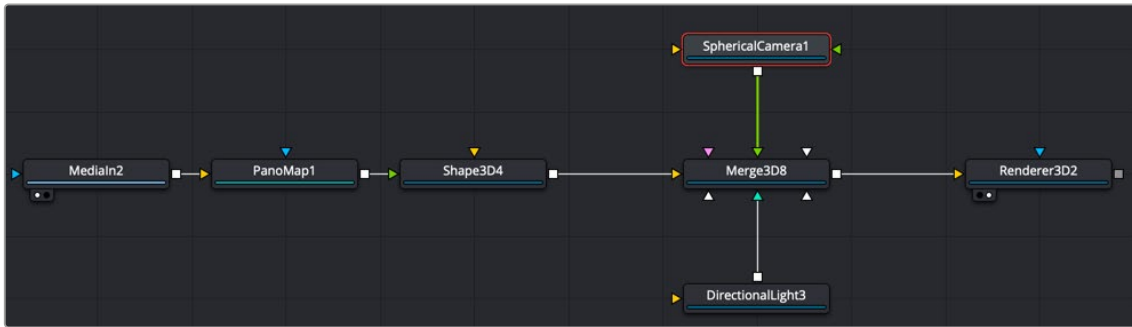 SphericalCamera1
MediaIn2
PanoMap1
Shape3D4
Merge3D8
Renderer3D2
DirectionalLight3